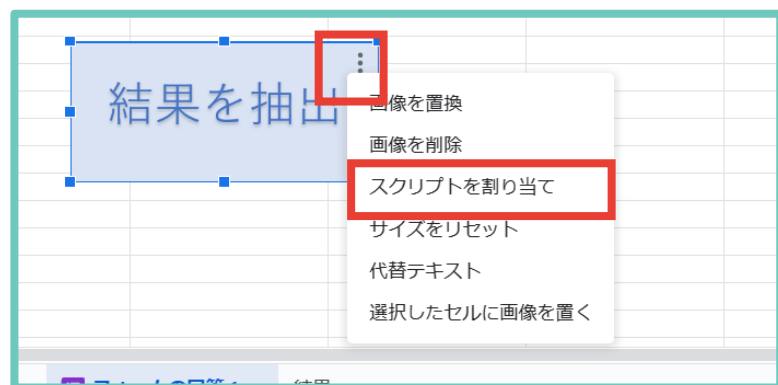 結果を抽出
画像を置換
画像を削除
スクリプトを割り当て
サイズをリセット
代替テキスト
選択したセルに画像を置く